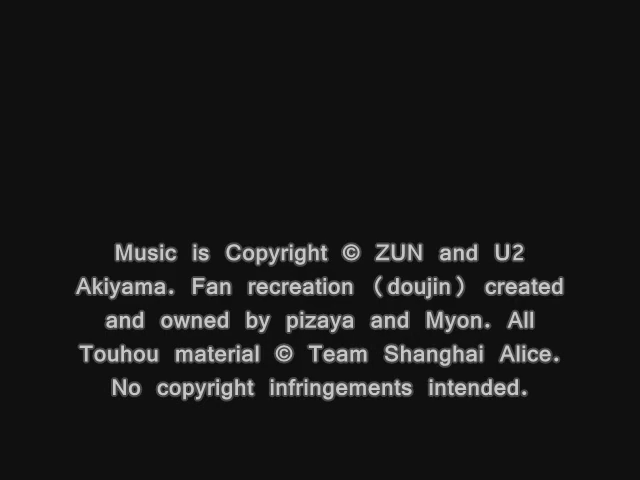 Music is Copyright © ZUN and U2
Akiyama. Fan recreation (doujin) created
and owned by pizaya and Myon. All
Touhou material © Team Shanghai Alice.
No copyright infringements intended.